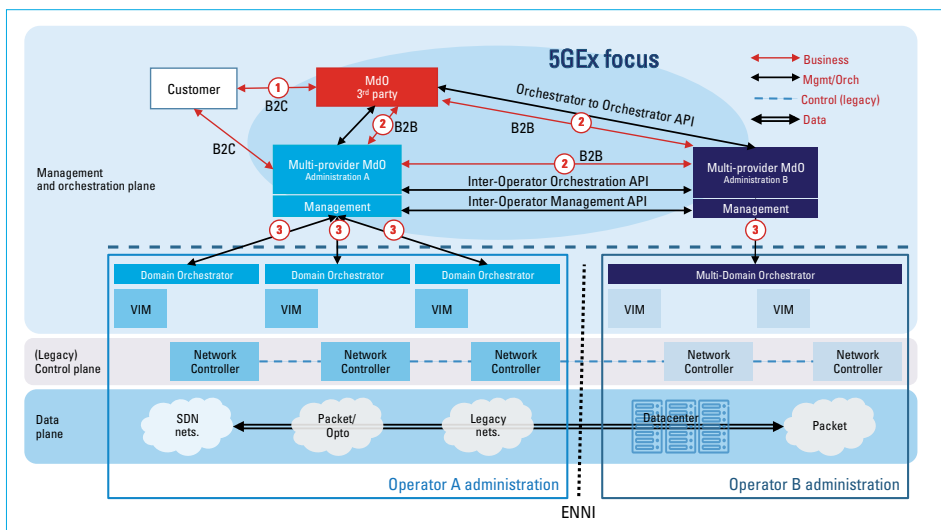 5GEx focus
Business
Mgmt/Orch
Control (legacy)
Data
Customer
1
B2C
MdO
3rd party
Orchestrator to Orchestrator API
2
B2B
2
B2B
B2C
Multi-provider MdO
Administration A
Management
2
B2B
Inter-Operator Orchestration API
Inter-Operator Management API
Multi-provider MdO
Administration B
Management
Management
and orchestration plane
3
3
3
3
Domain Orchestrator
Domain Orchestrator
Domain Orchestrator
Multi-Domain Orchestrator
VIM
VIM
VIM
VIM
VIM
(Legacy)
Control plane
Network
Controller
Network
Controller
Network
Controller
Network
Controller
Network
Controller
Data
plane
SDN
nets.
Packet/
Opto
Legacy
nets.
Datacenter
Packet
Operator A administration
Operator B administration
ENNI